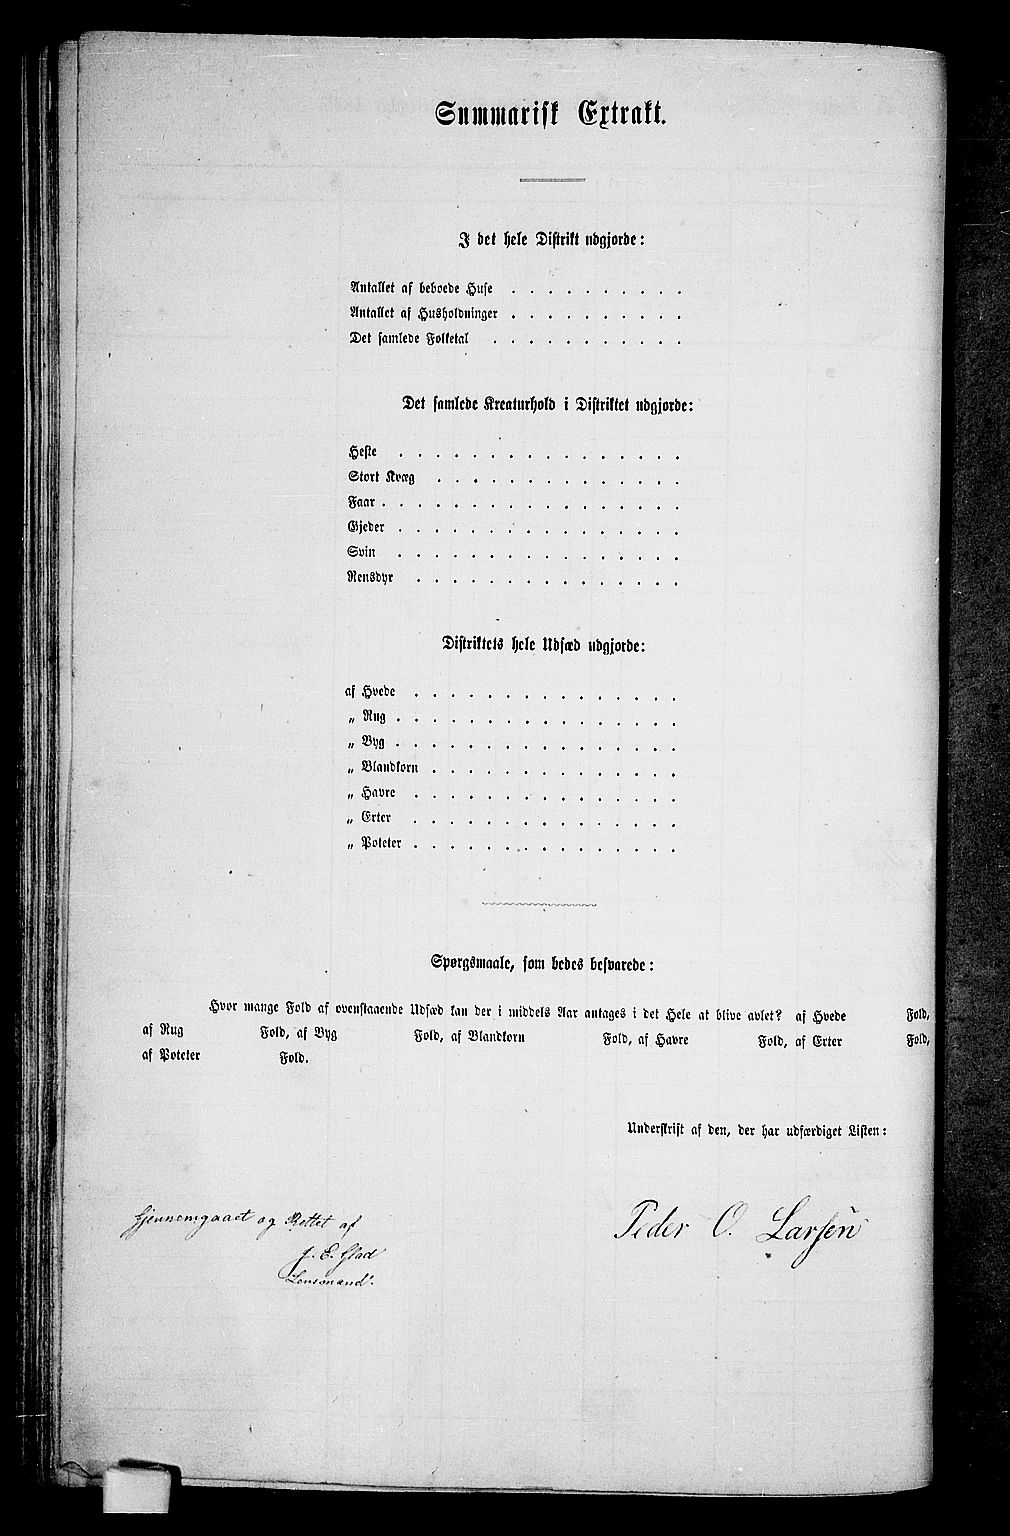 Summarisk Extrakt.
I det hele Distrikt udgjorde:
Antallet af beboede Huse . . . . . . . . . .
Antallet af Husholdninger . . . . . . . . . .
Det samlede Folketal . . . . . . . . . . .
Det samlede Kreaturhold i Distriktet udgjorde:
Heste . . . . . . . . . . . . . . . .
Stort Kvæg . . . . . . . . . . . . . .
Faar . . . . . . . . . . . . . . . . .
Gjeder . . . . . . . . . . . . . . . .
Svin . . . . . . . . . . . . . . . .
Rensdyr . . . . . . . . . . . . . . .
Distriktets hele Udsæd udgjorde:
af Hvede . . . . . . . . . . . . . . .
„ Rug . . . . . . . . . . . . . . . .
„ Byg . . . . . . . . . . . . . . . .
„ Blandkorn . . . . . . . . . . . . . .
„ Havre . . . . . . . . . . . . . . .
„ Erter . . . . . . . . . . . . . . .
„ Poteter . . . . . . . . . . . . . . .
Spørgsmaale, som bedes besvarede:
Hvor mange Fold af ovenstaaende Udsæd kan der i middels Aar antages i det Hele at blive avlet? af Hvede Fold,
af Rug Fold, af Byg Fold, af Blandkorn Fold, af Havre Fold, af Erter Fold,
af Poteter Fold.
Underskrift af den, der har udfærdiget Listen:
Gjennemgaaet og Rettet af
J. E. Glad
Lensmand.
Peder O. Larsen